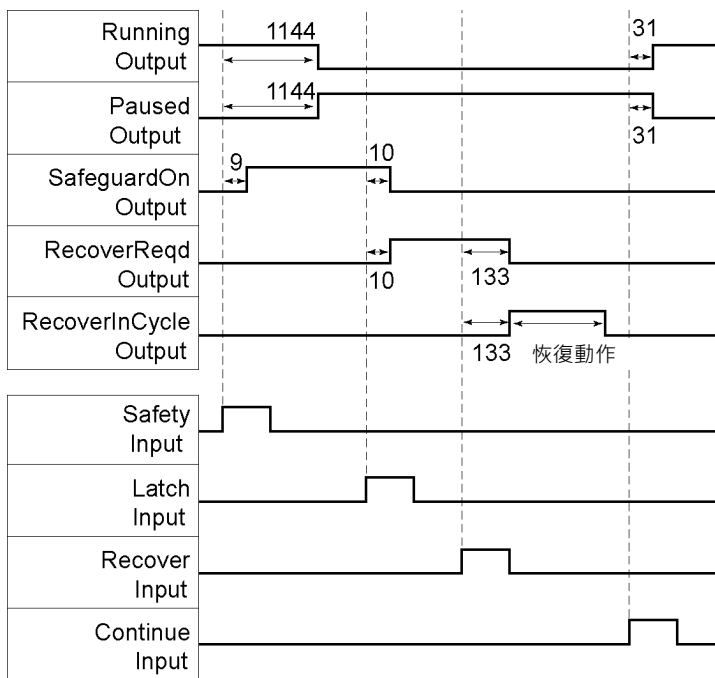 Running
Output
1144
31
Paused
Output
1144
31
SafeguardOn
Output
9
10
RecoverReqd
Output
10
133
RecoverInCycle
Output
133
恢復動作
Safety
Input
Latch
Input
Recover
Input
Continue
Input